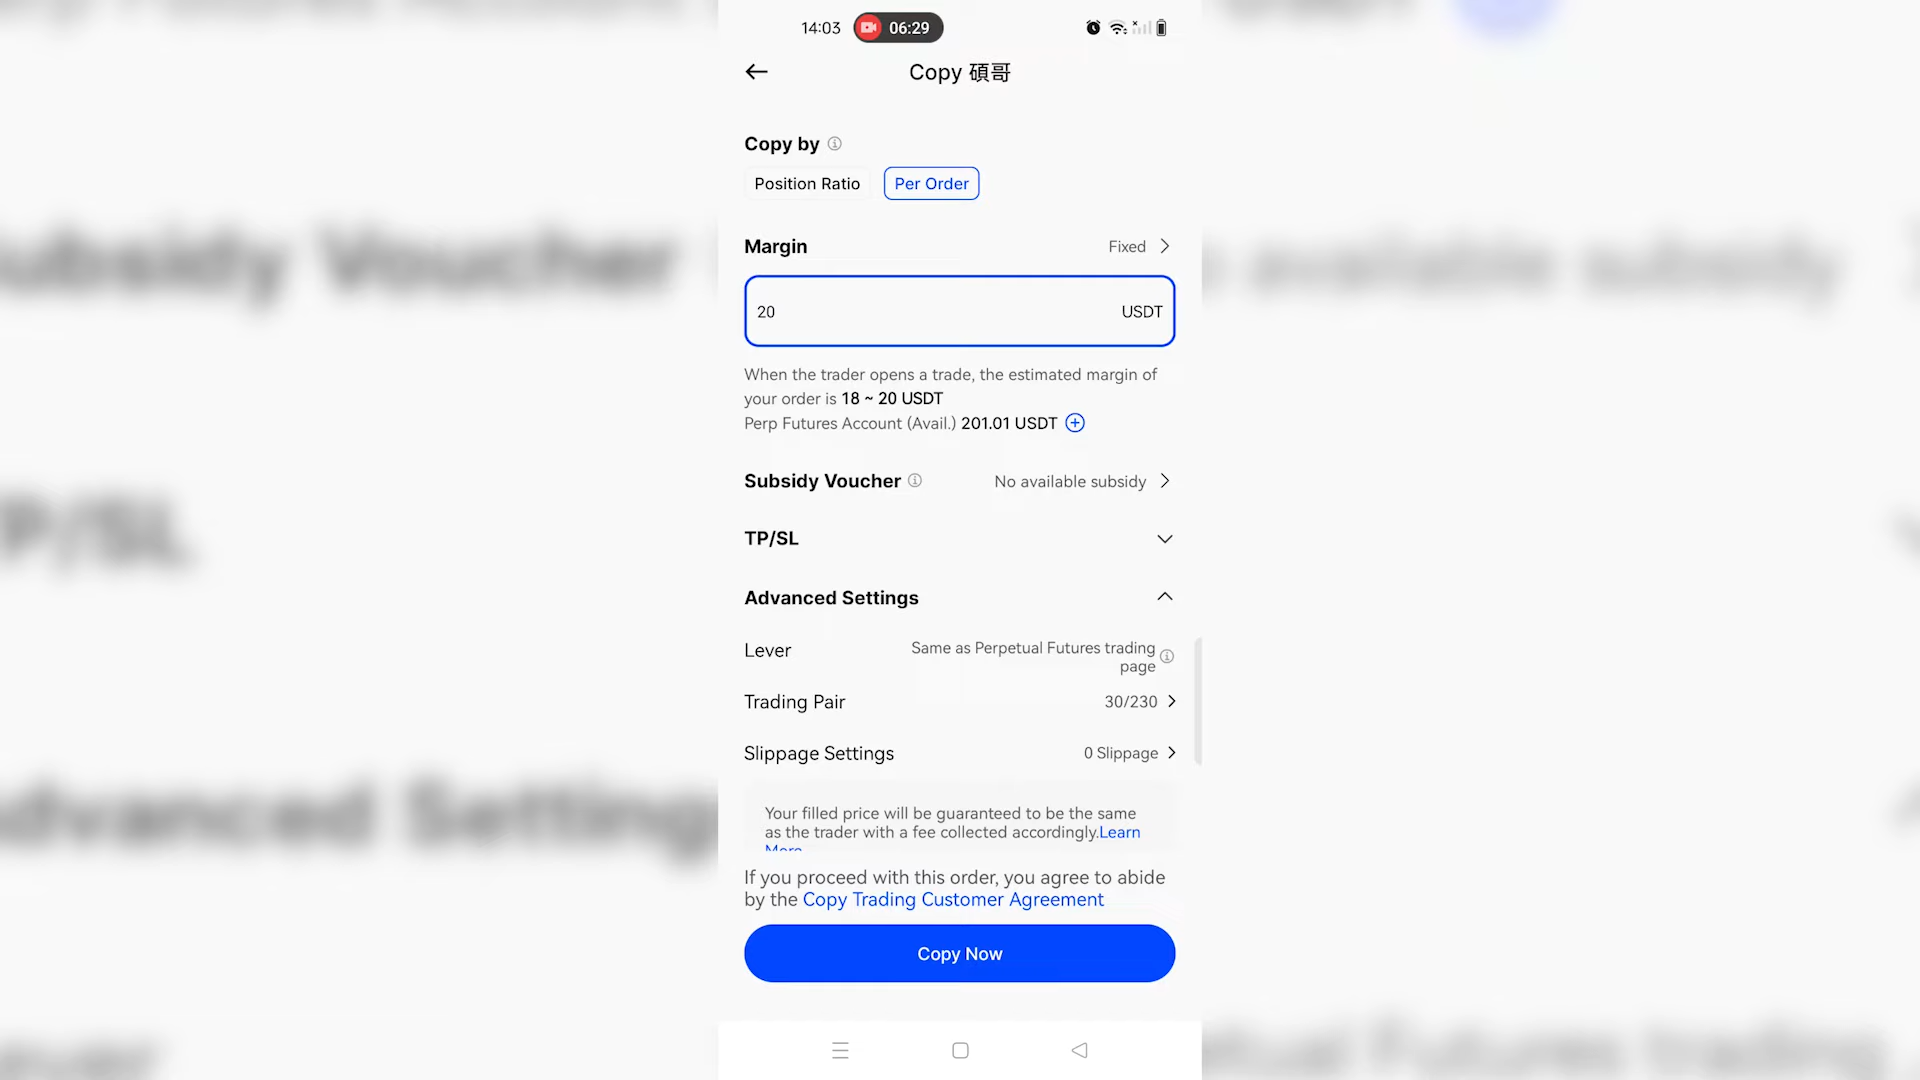 14:03
06:29
Copy 碩哥
Copy by
Position Ratio
Per Order
Margin
Fixed
20
USDT
When the trader opens a trade, the estimated margin of
your order is 18 ~ 20 USDT
Perp Futures Account (Avail.) 201.01 USDT
Subsidy Voucher
No available subsidy
TP/SL
Advanced Settings
Lever
Same as Perpetual Futures trading
page
Trading Pair
30/230
Slippage Settings
0 Slippage
Your filled price will be guaranteed to be the same
as the trader with a fee collected accordingly.Learn
More
If you proceed with this order, you agree to abide
by the Copy Trading Customer Agreement
Copy Now